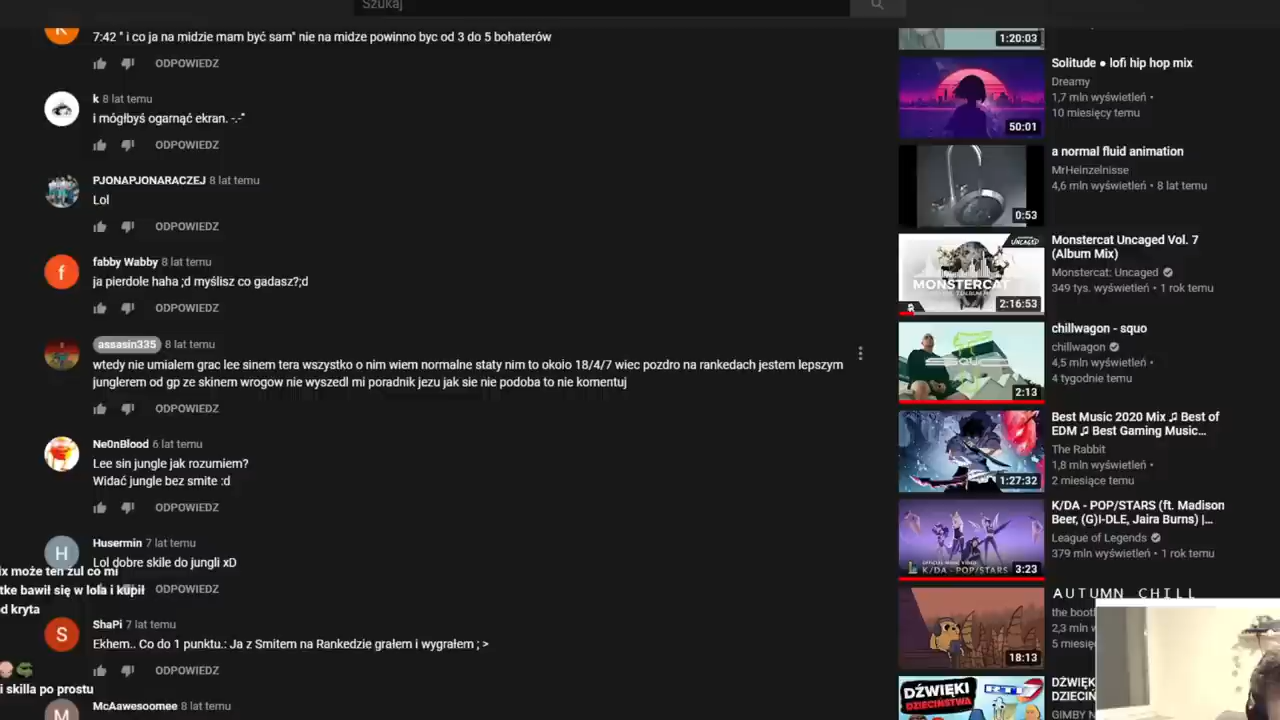 Szukaj
7:42 " i co ja na midzie mam być sam" nie na midze powinno byc od 3 do 5 bohaterów
ODPOWIEDZ
k 8 lat temu
i mógłbyś ogarnąć ekran. -.-"
ODPOWIEDZ
PJONAPJONARACZEJ 8 lat temu
Lol
ODPOWIEDZ
f
fabby Wabby 8 lat temu
ja pierdole haha ;d myślisz co gadasz?;d
ODPOWIEDZ
assasin335 8 lat temu
wtedy nie umialem grac lee sinem tera wszystko o nim wiem normalne staty nim to okolo 18/4/7 wiec pozdro na rankedach jestem lepszym
junglerem od gp ze skinem wrogow nie wyszedl mi poradnik jezu jak sie nie podoba to nie komentuj
ODPOWIEDZ
Ne0nBlood 6 lat temu
Lee sin jungle jak rozumiem?
Widać jungle bez smite :d
ODPOWIEDZ
H
Husermin 7 lat temu
Lol dobre skile do jungli xD
ODPOWIEDZ
ix może ten żul co mi
tke bawił się w lola i kupił
d kryta
S
ShaPi 7 lat temu
Ekhem.. Co do 1 punktu.: Ja z Smitem na Rankedzie grałem i wygrałem ; >
ODPOWIEDZ
i skilla po prostu
M
McAawesoomee 8 lat temu
1:20:03
50:01
Solitude ● lofi hip hop mix
Dreamy
1,7 mln wyświetleń •
10 miesięcy temu
0:53
a normal fluid animation
MrHeinzelnisse
4,6 mln wyświetleń • 8 lat temu
UNCAGED
MONSTERCAT
2:16:53
Monstercat Uncaged Vol. 7
(Album Mix)
Monstercat: Uncaged
349 tys. wyświetleń • 1 rok temu
2:13
chillwagon - squo
chillwagon
4,5 mln wyświetleń •
4 tygodnie temu
1:27:32
Best Music 2020 Mix ♫ Best of
EDM ♫ Best Gaming Music...
The Rabbit
1,8 mln wyświetleń •
2 miesiące temu
K/DA - POP/STARS
3:23
K/DA - POP/STARS (ft. Madison
Beer, (G)I-DLE, Jaira Burns) |...
League of Legends
379 mln wyświetleń • 1 rok temu
18:13
AUTUMN CHILL
the boot
2,3 mln w
5 miesięc
DŹWIĘKI
DZIECIŃSTWA
DŹWIĘK
DZIECIŃ
GIMBY N